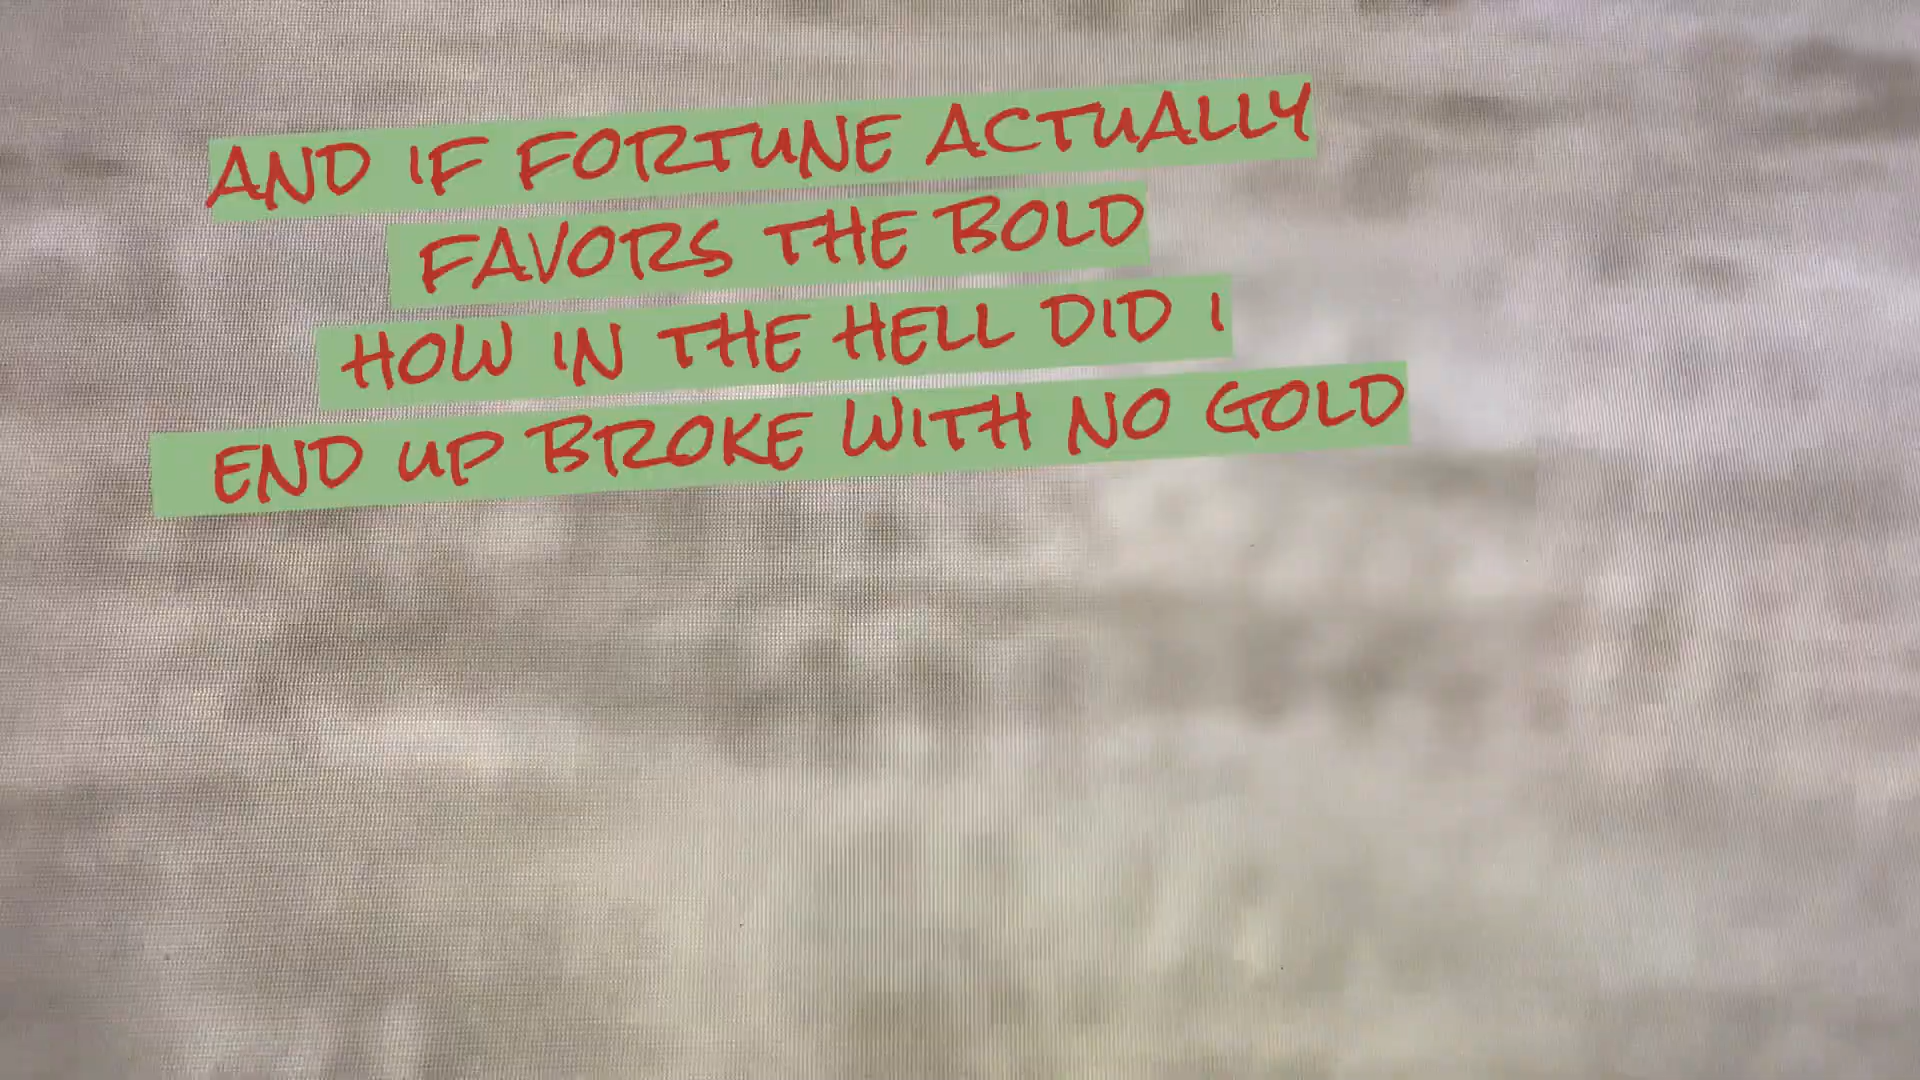 AND IF FORTUNE ACTUALLY
FAVORS THE BOLD
HOW IN THE HELL DID I
END UP BROKE WITH NO GOLD